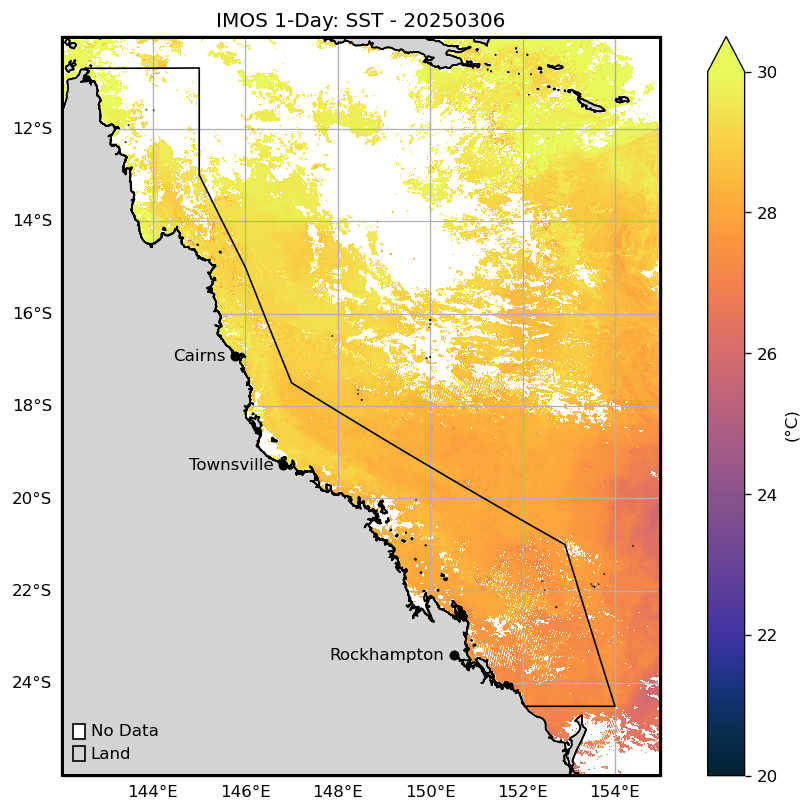 IMOS 1-Day: SST - 20250306
30
12°S
28
14°S
16°S
26
Cairns
18°S
(°C)
Townsville
24
20°S
22°S
22
Rockhampton
24°S
No Data
Land
20
144°E 146°E 148°E 150°E 152°E 154°E